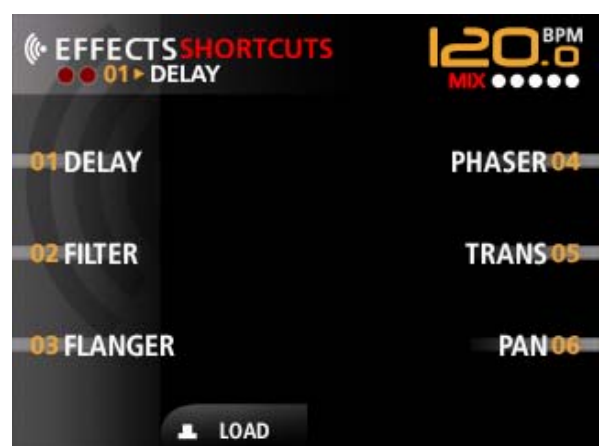 EFFECTS SHORTCUTS
01 DELAY
120.0 BPM
MIX
01 DELAY
02 FILTER
03 FLANGER
PHASER 04
TRANS 05
PAN 06
LOAD